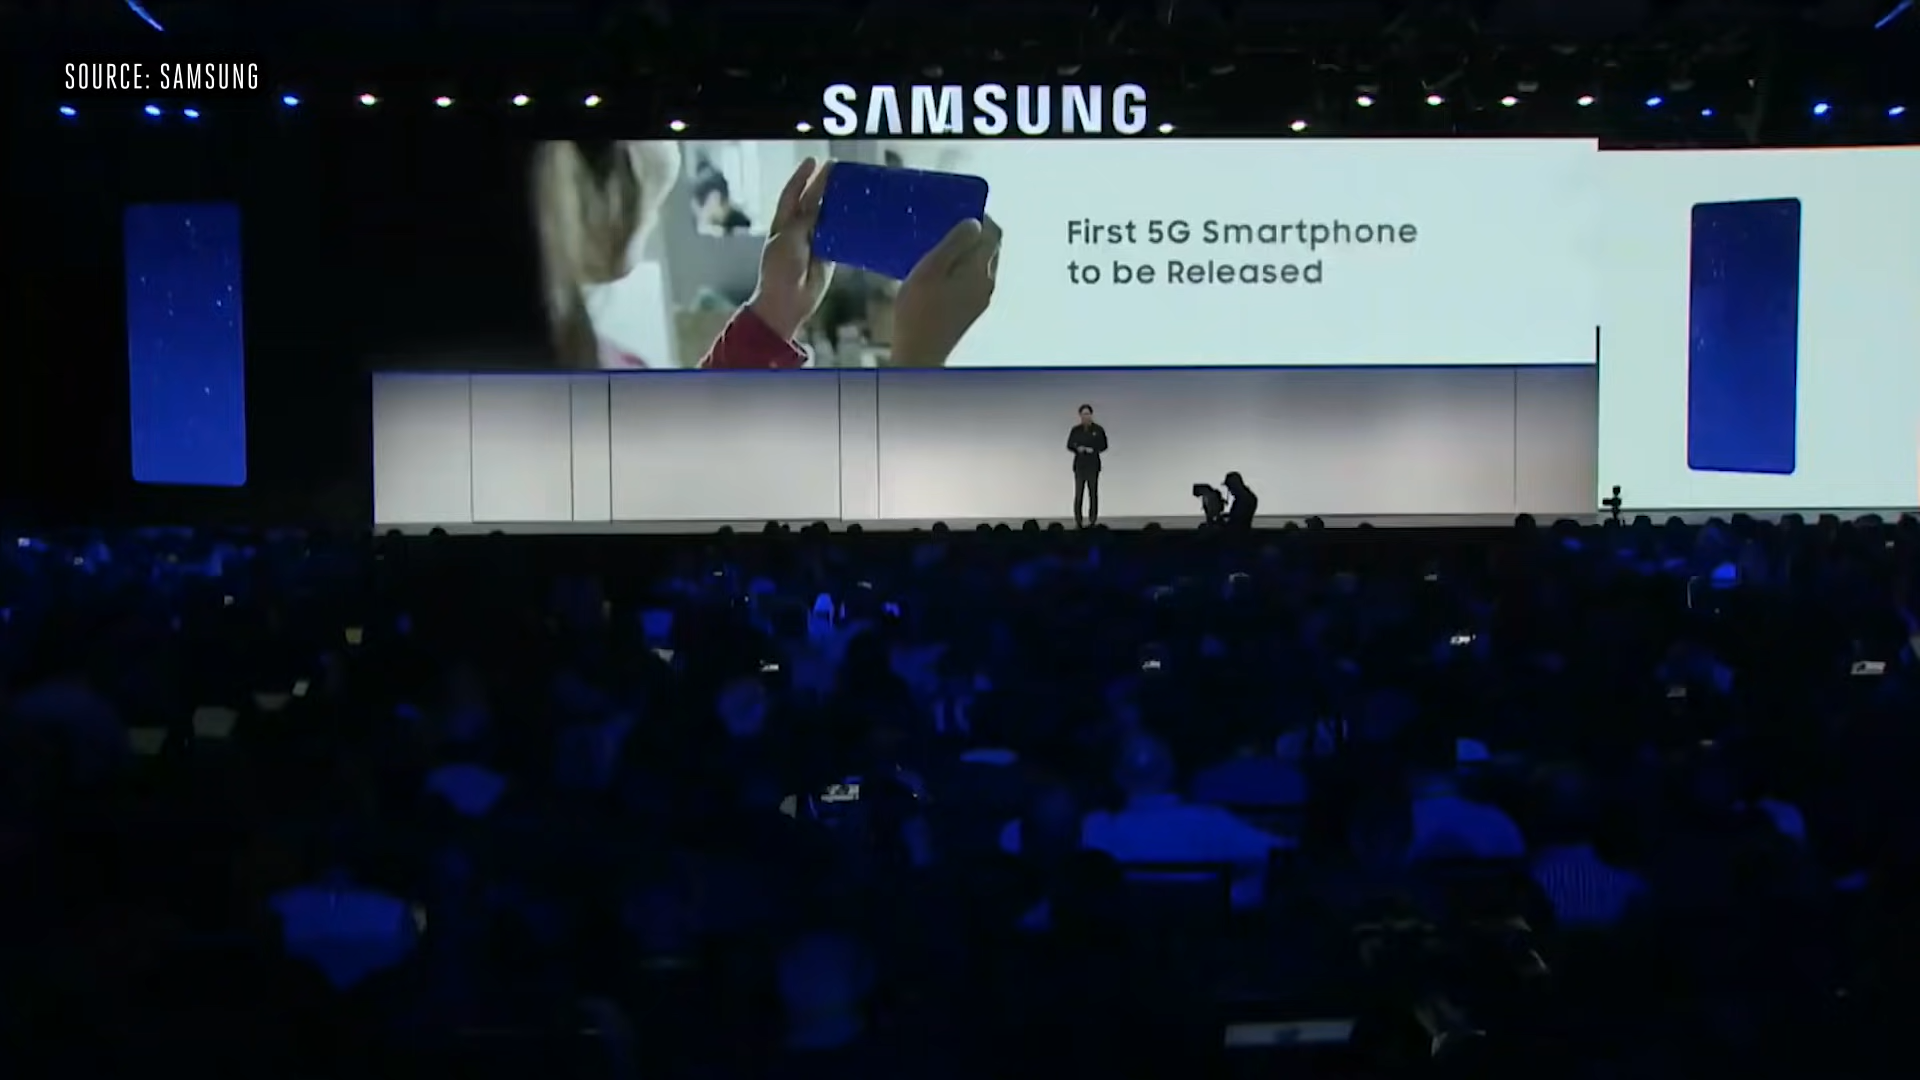 SOURCE: SAMSUNG
SAMSUNG
First 5G Smartphone
to be Released